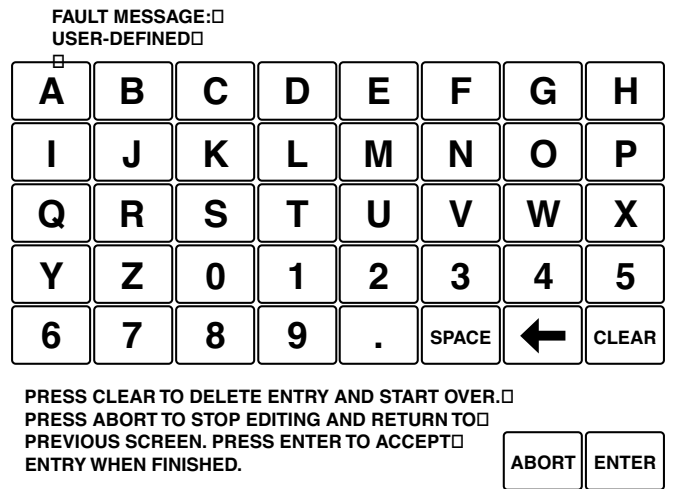 FAULT MESSAGE:
USER-DEFINED
A B C D E F G H
I J K L M N O P
Q R S T U V W X
Y Z 0 1 2 3 4 5
6 7 8 9 . SPACE CLEAR
PRESS CLEAR TO DELETE ENTRY AND START OVER.
PRESS ABORT TO STOP EDITING AND RETURN TO
PREVIOUS SCREEN. PRESS ENTER TO ACCEPT
ENTRY WHEN FINISHED.
ABORT ENTER